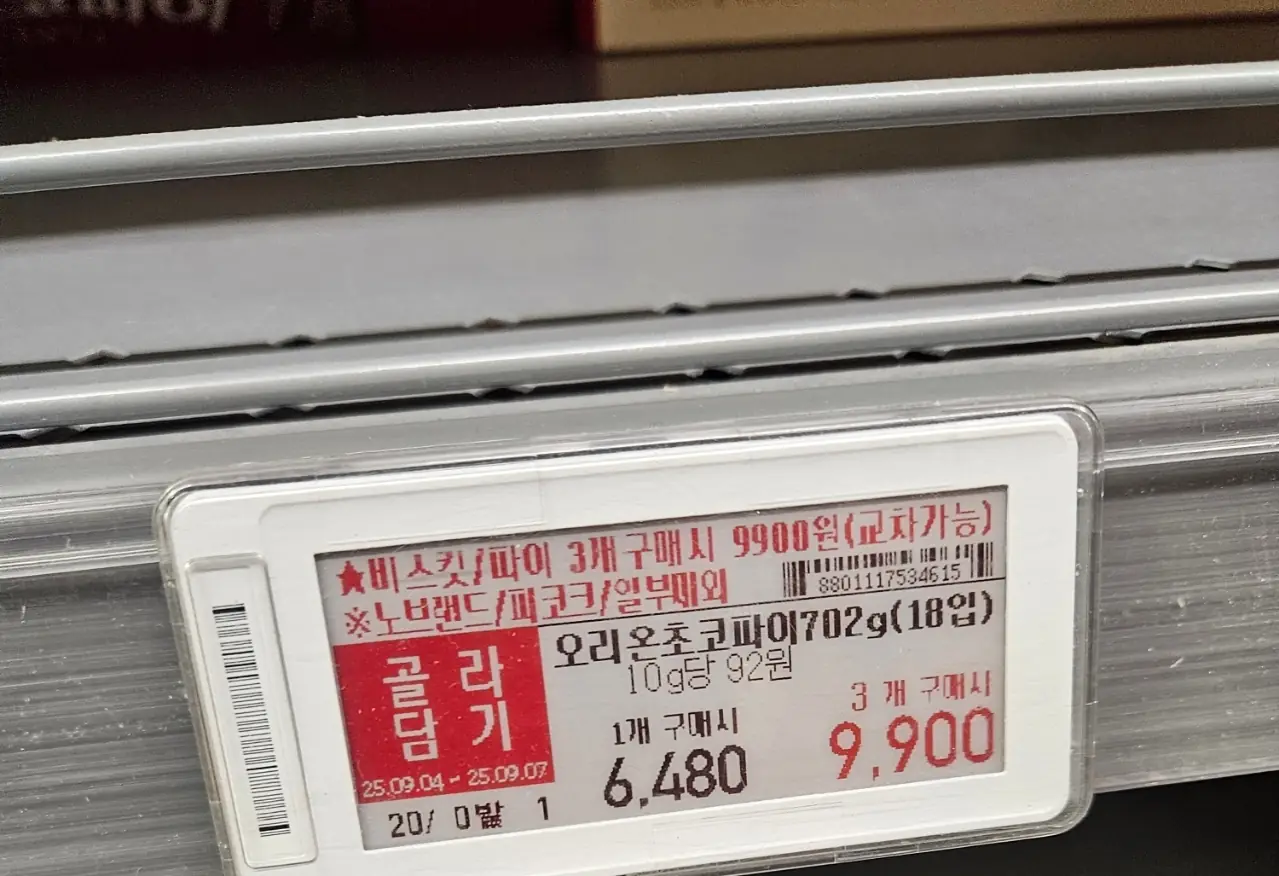 ★비스킷/파이 3개구매시 9900원(교차가능)
※노브랜드/피코크/일부제외
8801117534615
오리온초코파이702g(18입)
10g당 92원
골라
담기
25.09.04 - 25.09.07
1개 구매시
6,480
3 개 구매시
9,900
20/ 0발 1